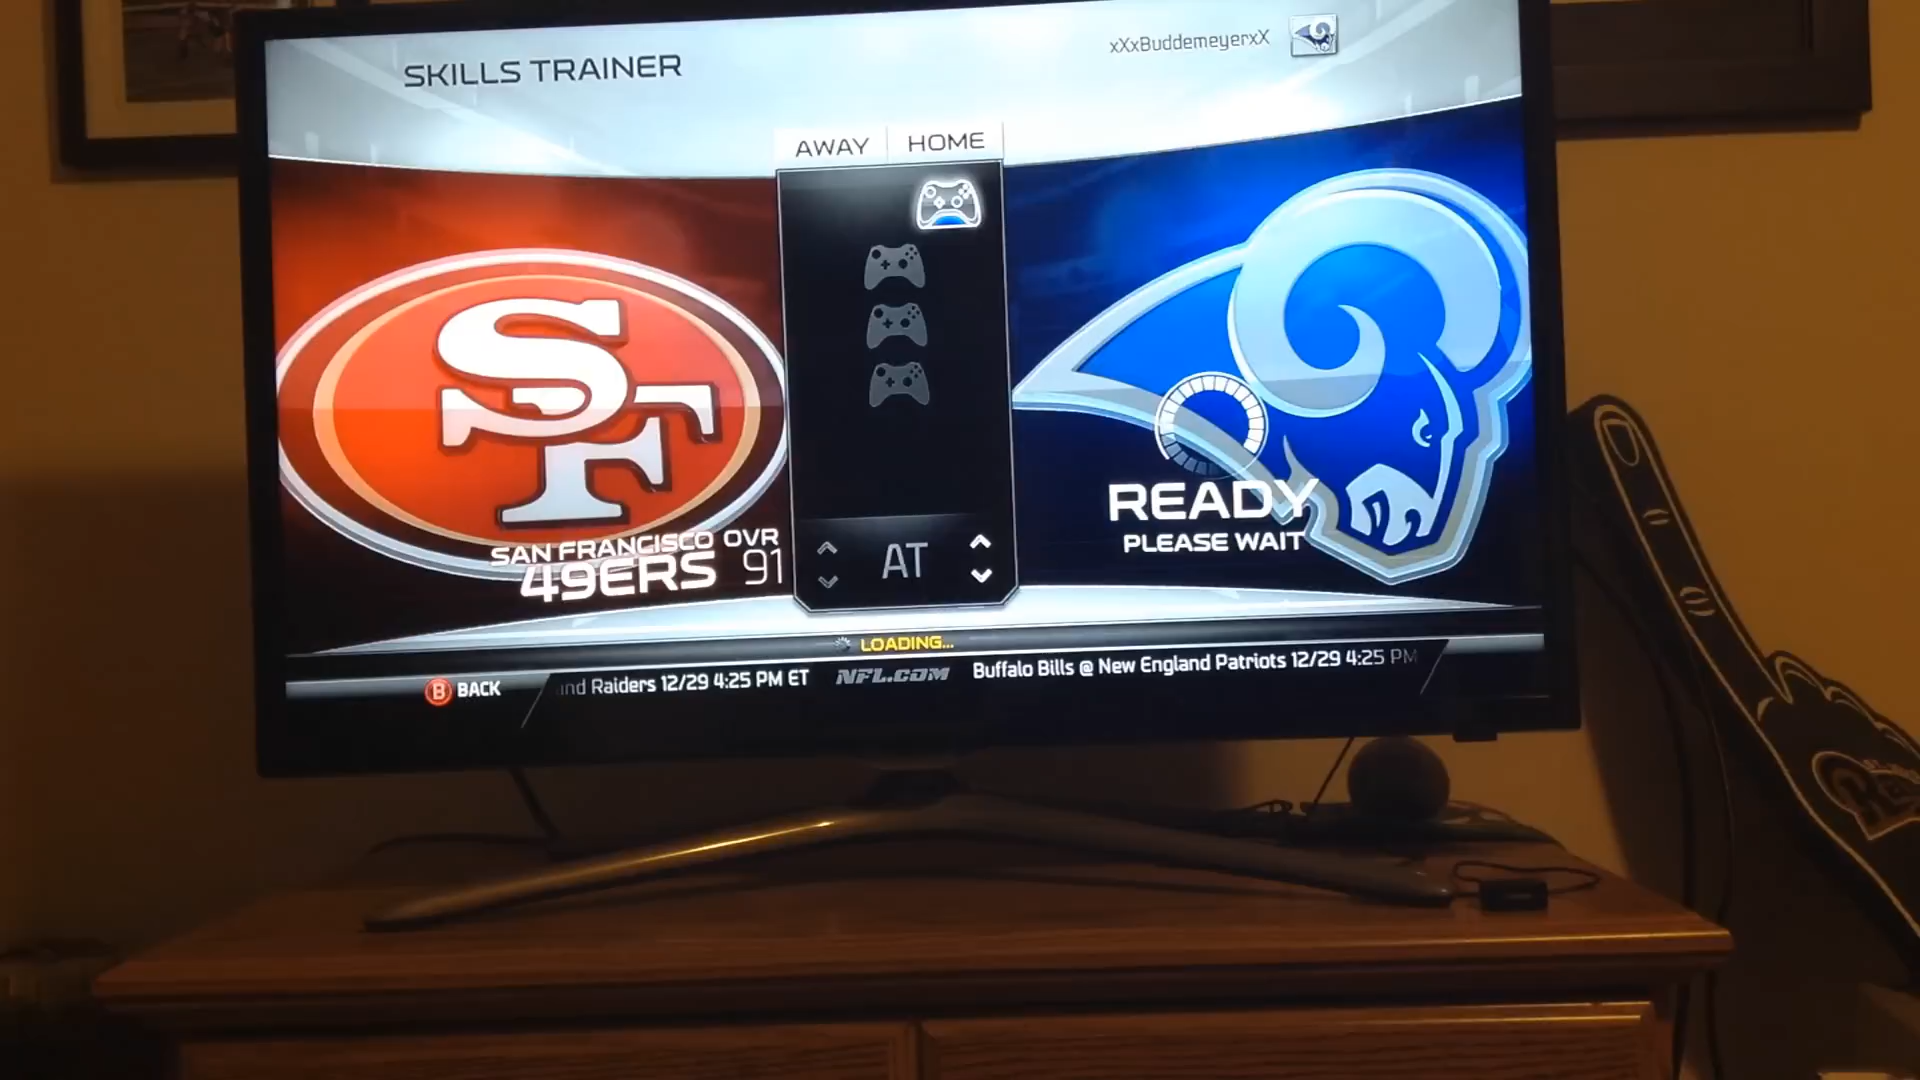 SKILLS TRAINER
xXxBuddemeyerxX
AWAY HOME
SF
SAN FRANCISCO OVR
49ERS 91
AT
READY
PLEASE WAIT
LOADING...
B BACK
and Raiders 12/29 4:25 PM ET NFL.COM Buffalo Bills @ New England Patriots 12/29 4:25 PM